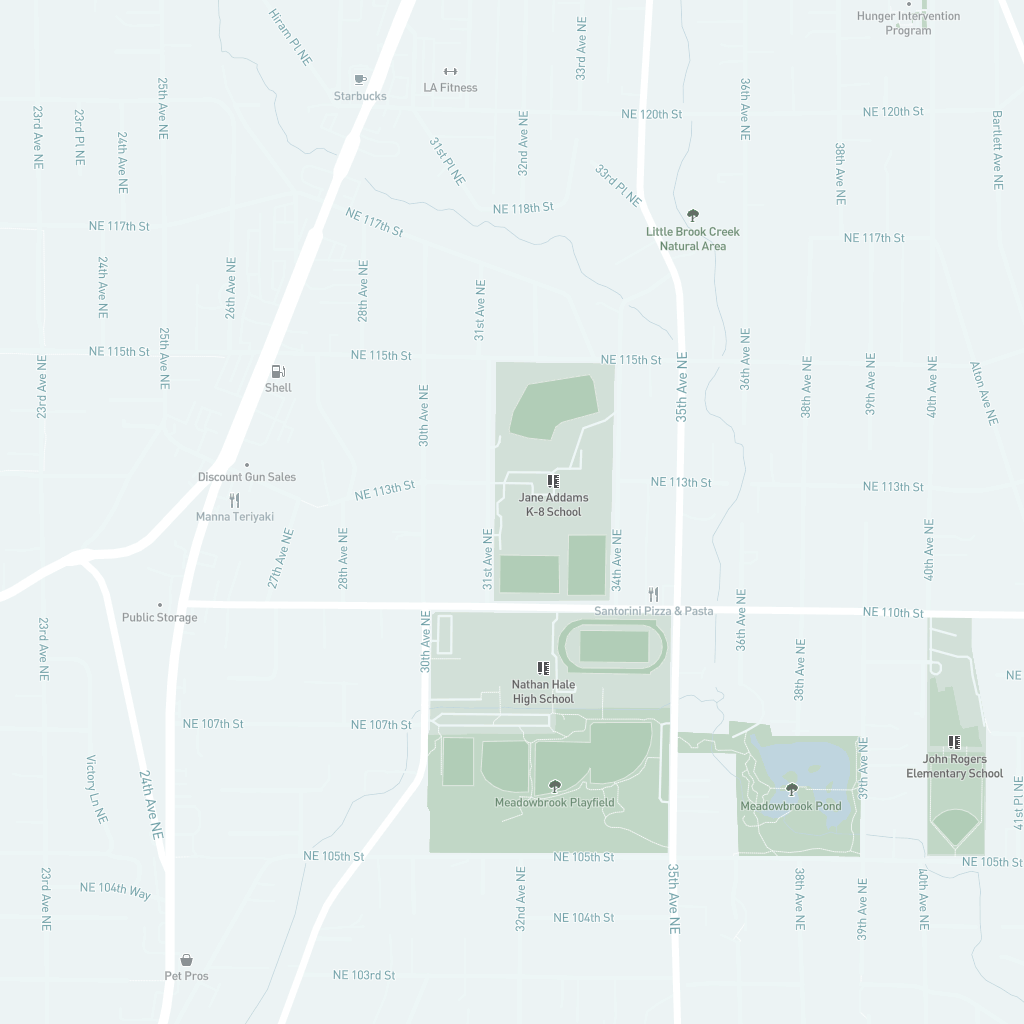 Hiram Pl NE
33rd Ave NE
Hunger Intervention
Program
Starbucks
LA Fitness
25th Ave NE
23rd Ave NE
23rd Pl NE
24th Ave NE
31st Pl NE
32nd Ave NE
NE 120th St
36th Ave NE
NE 120th St
Bartlett Ave NE
38th Ave NE
33rd Pl NE
NE 117th St
NE 117th St
NE 118th St
Little Brook Creek
Natural Area
NE 117th St
24th Ave NE
26th Ave NE
28th Ave NE
31st Ave NE
NE 115th St
25th Ave NE
NE 115th St
NE 115th St
35th Ave NE
36th Ave NE
38th Ave NE
39th Ave NE
40th Ave NE
Alton Ave NE
23rd Ave NE
Shell
30th Ave NE
Discount Gun Sales
Manna Teriyaki
NE 113th St
Jane Addams
K-8 School
NE 113th St
NE 113th St
27th Ave NE
28th Ave NE
31st Ave NE
34th Ave NE
40th Ave NE
Public Storage
Santorini Pizza & Pasta
NE 110th St
23rd Ave NE
30th Ave NE
36th Ave NE
38th Ave NE
NE
Nathan Hale
High School
NE 107th St
NE 107th St
John Rogers
Elementary School
Victory Ln NE
24th Ave NE
Meadowbrook Playfield
Meadowbrook Pond
39th Ave NE
41st Pl NE
NE 105th St
NE 105th St
NE 105th St
23rd Ave NE
NE 104th Way
32nd Ave NE
NE 104th St
35th Ave NE
38th Ave NE
39th Ave NE
40th Ave NE
Pet Pros
NE 103rd St